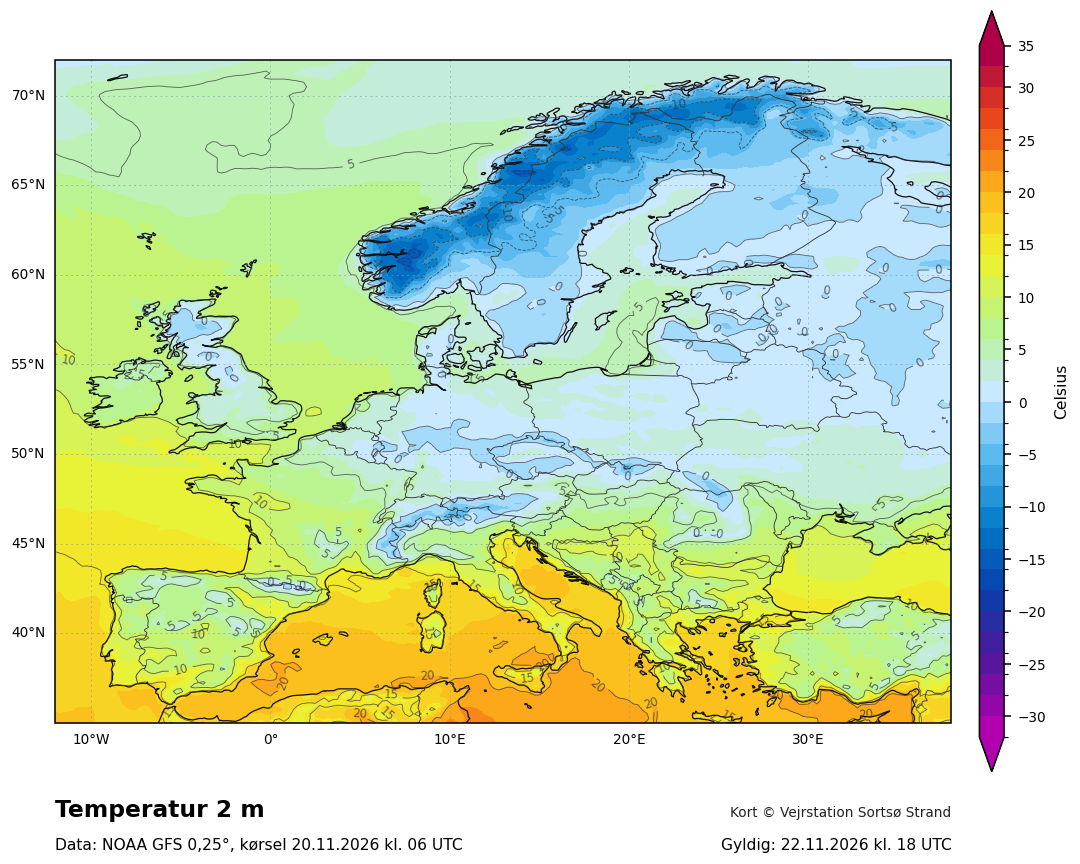 70°N
65°N
60°N
55°N
50°N
45°N
40°N
10°W
0°
10°E
20°E
30°E
35
30
25
20
15
10
5
0
−5
−10
−15
−20
−25
−30
Celsius
Temperatur 2 m
Kort © Vejrstation Sortsø Strand
Data: NOAA GFS 0,25°, kørsel 20.11.2026 kl. 06 UTC
Gyldig: 22.11.2026 kl. 18 UTC